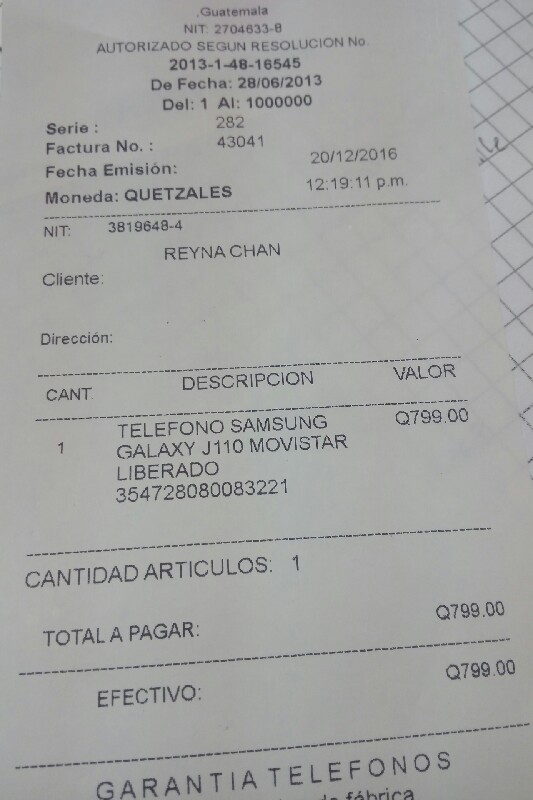 ,Guatemala
NIT: 2704633-8
AUTORIZADO SEGUN RESOLUCION No.
2013-1-48-16545
De Fecha: 28/06/2013
Del: 1 Al: 1000000
Serie : 282
Factura No. : 43041
Fecha Emisión: 20/12/2016
Moneda: QUETZALES 12:19:11 p.m.
NIT: 3819648-4
REYNA CHAN
Cliente:
Dirección:
CANT. DESCRIPCION VALOR
1 TELEFONO SAMSUNG Q799.00
GALAXY J110 MOVISTAR
LIBERADO
354728080083221
CANTIDAD ARTICULOS: 1
TOTAL A PAGAR: Q799.00
EFECTIVO: Q799.00
GARANTIA TELEFONOS
de fábrica